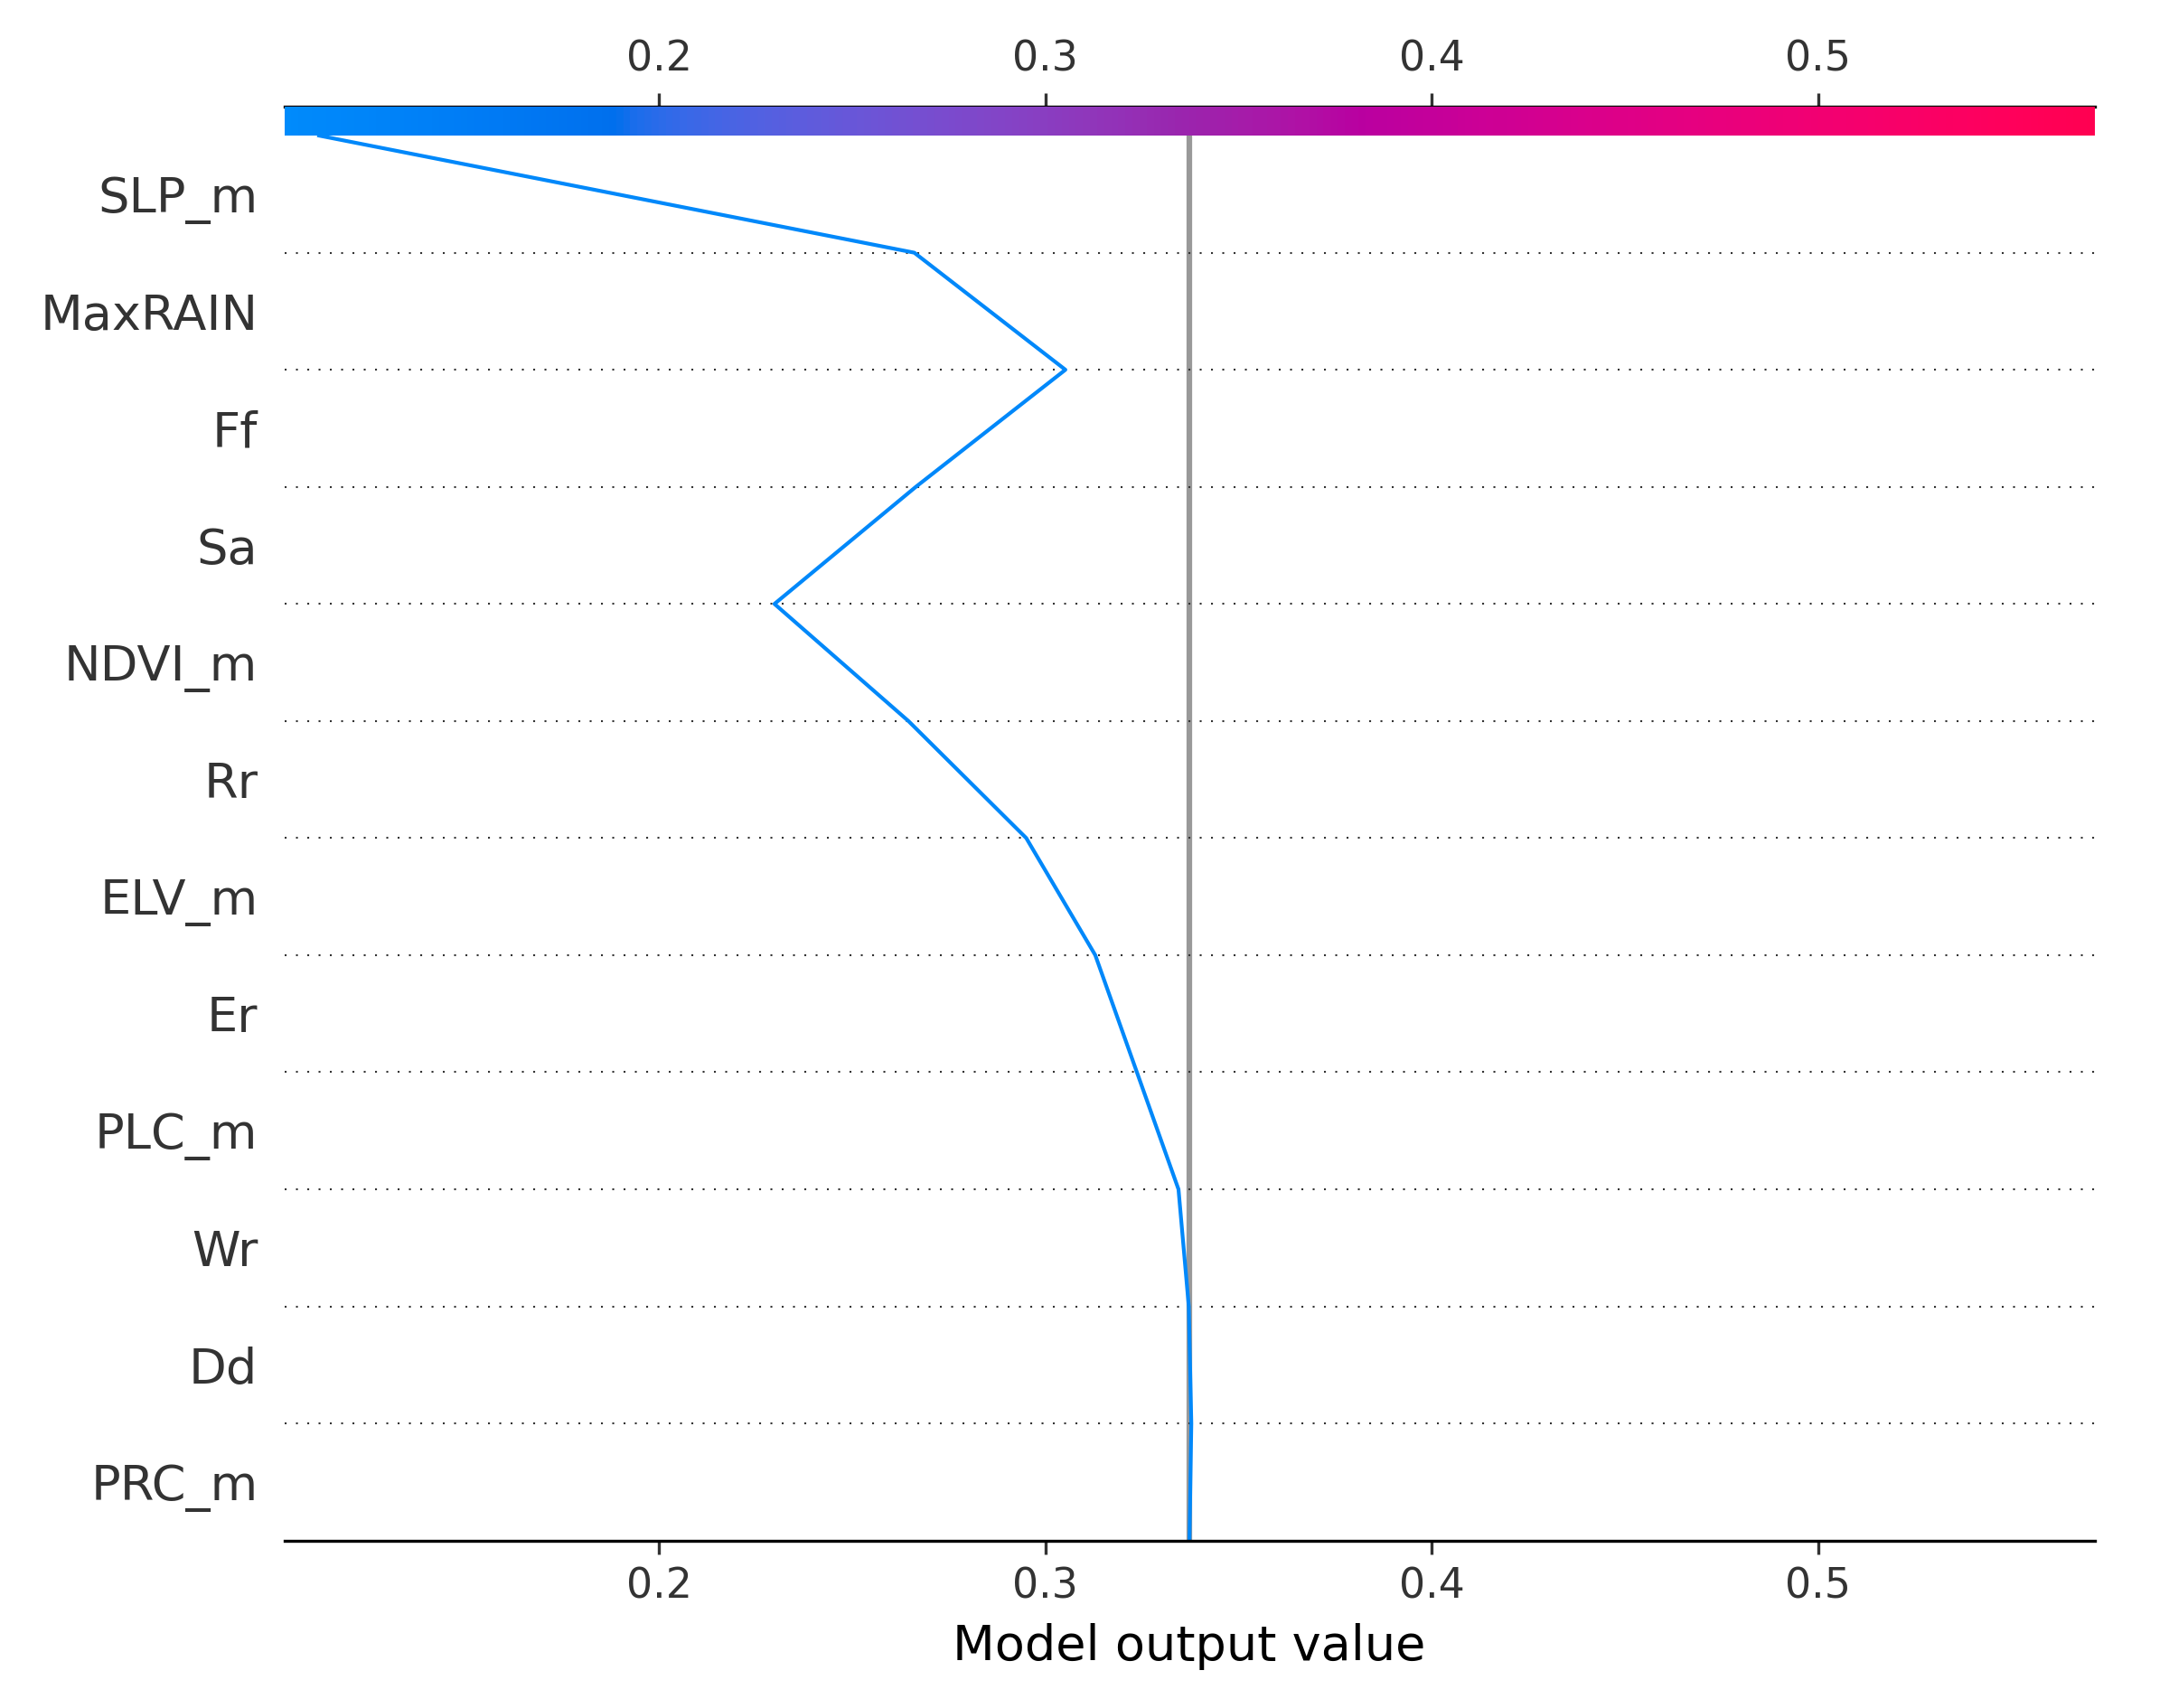 0.2 0.3 0.4 0.5
SLP_m
MaxRAIN
Ff
Sa
NDVI_m
Rr
ELV_m
Er
PLC_m
Wr
Dd
PRC_m
0.2 0.3 0.4 0.5
Model output value